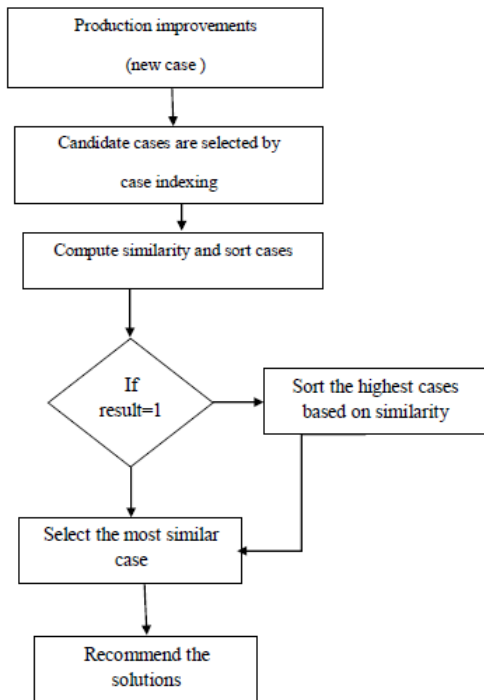 Production improvements
(new case )
Candidate cases are selected by
case indexing
Compute similarity and sort cases
If
result=1
Sort the highest cases
based on similarity
Select the most similar
case
Recommend the
solutions